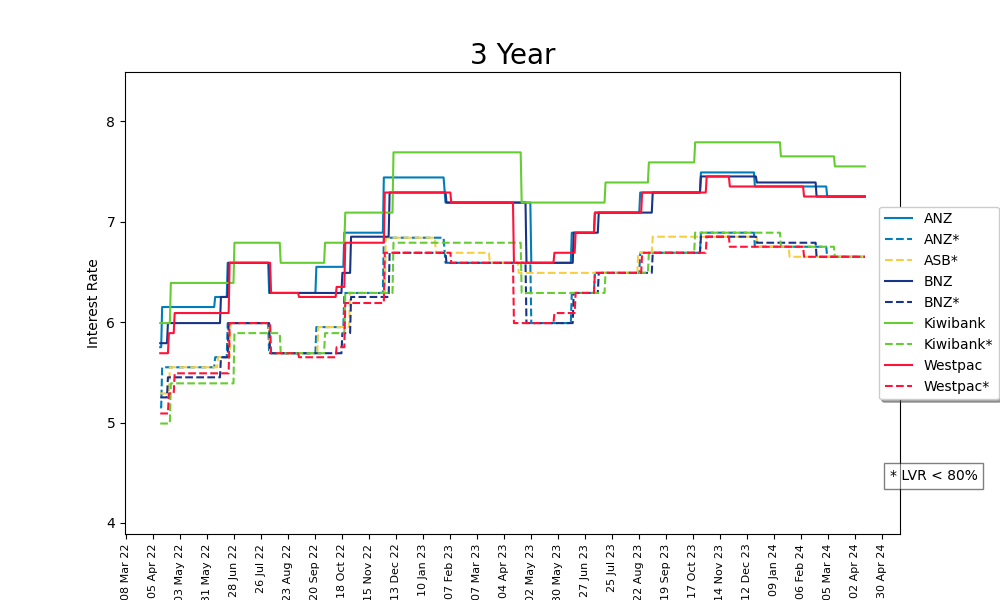 3 Year
Interest Rate
8
7
6
5
4
08 Mar 22
05 Apr 22
03 May 22
31 May 22
28 Jun 22
26 Jul 22
23 Aug 22
20 Sep 22
18 Oct 22
15 Nov 22
13 Dec 22
10 Jan 23
07 Feb 23
07 Mar 23
04 Apr 23
02 May 23
30 May 23
27 Jun 23
25 Jul 23
22 Aug 23
19 Sep 23
17 Oct 23
14 Nov 23
12 Dec 23
09 Jan 24
06 Feb 24
05 Mar 24
02 Apr 24
30 Apr 24
ANZ
ANZ*
ASB*
BNZ
BNZ*
Kiwibank
Kiwibank*
Westpac
Westpac*
* LVR < 80%